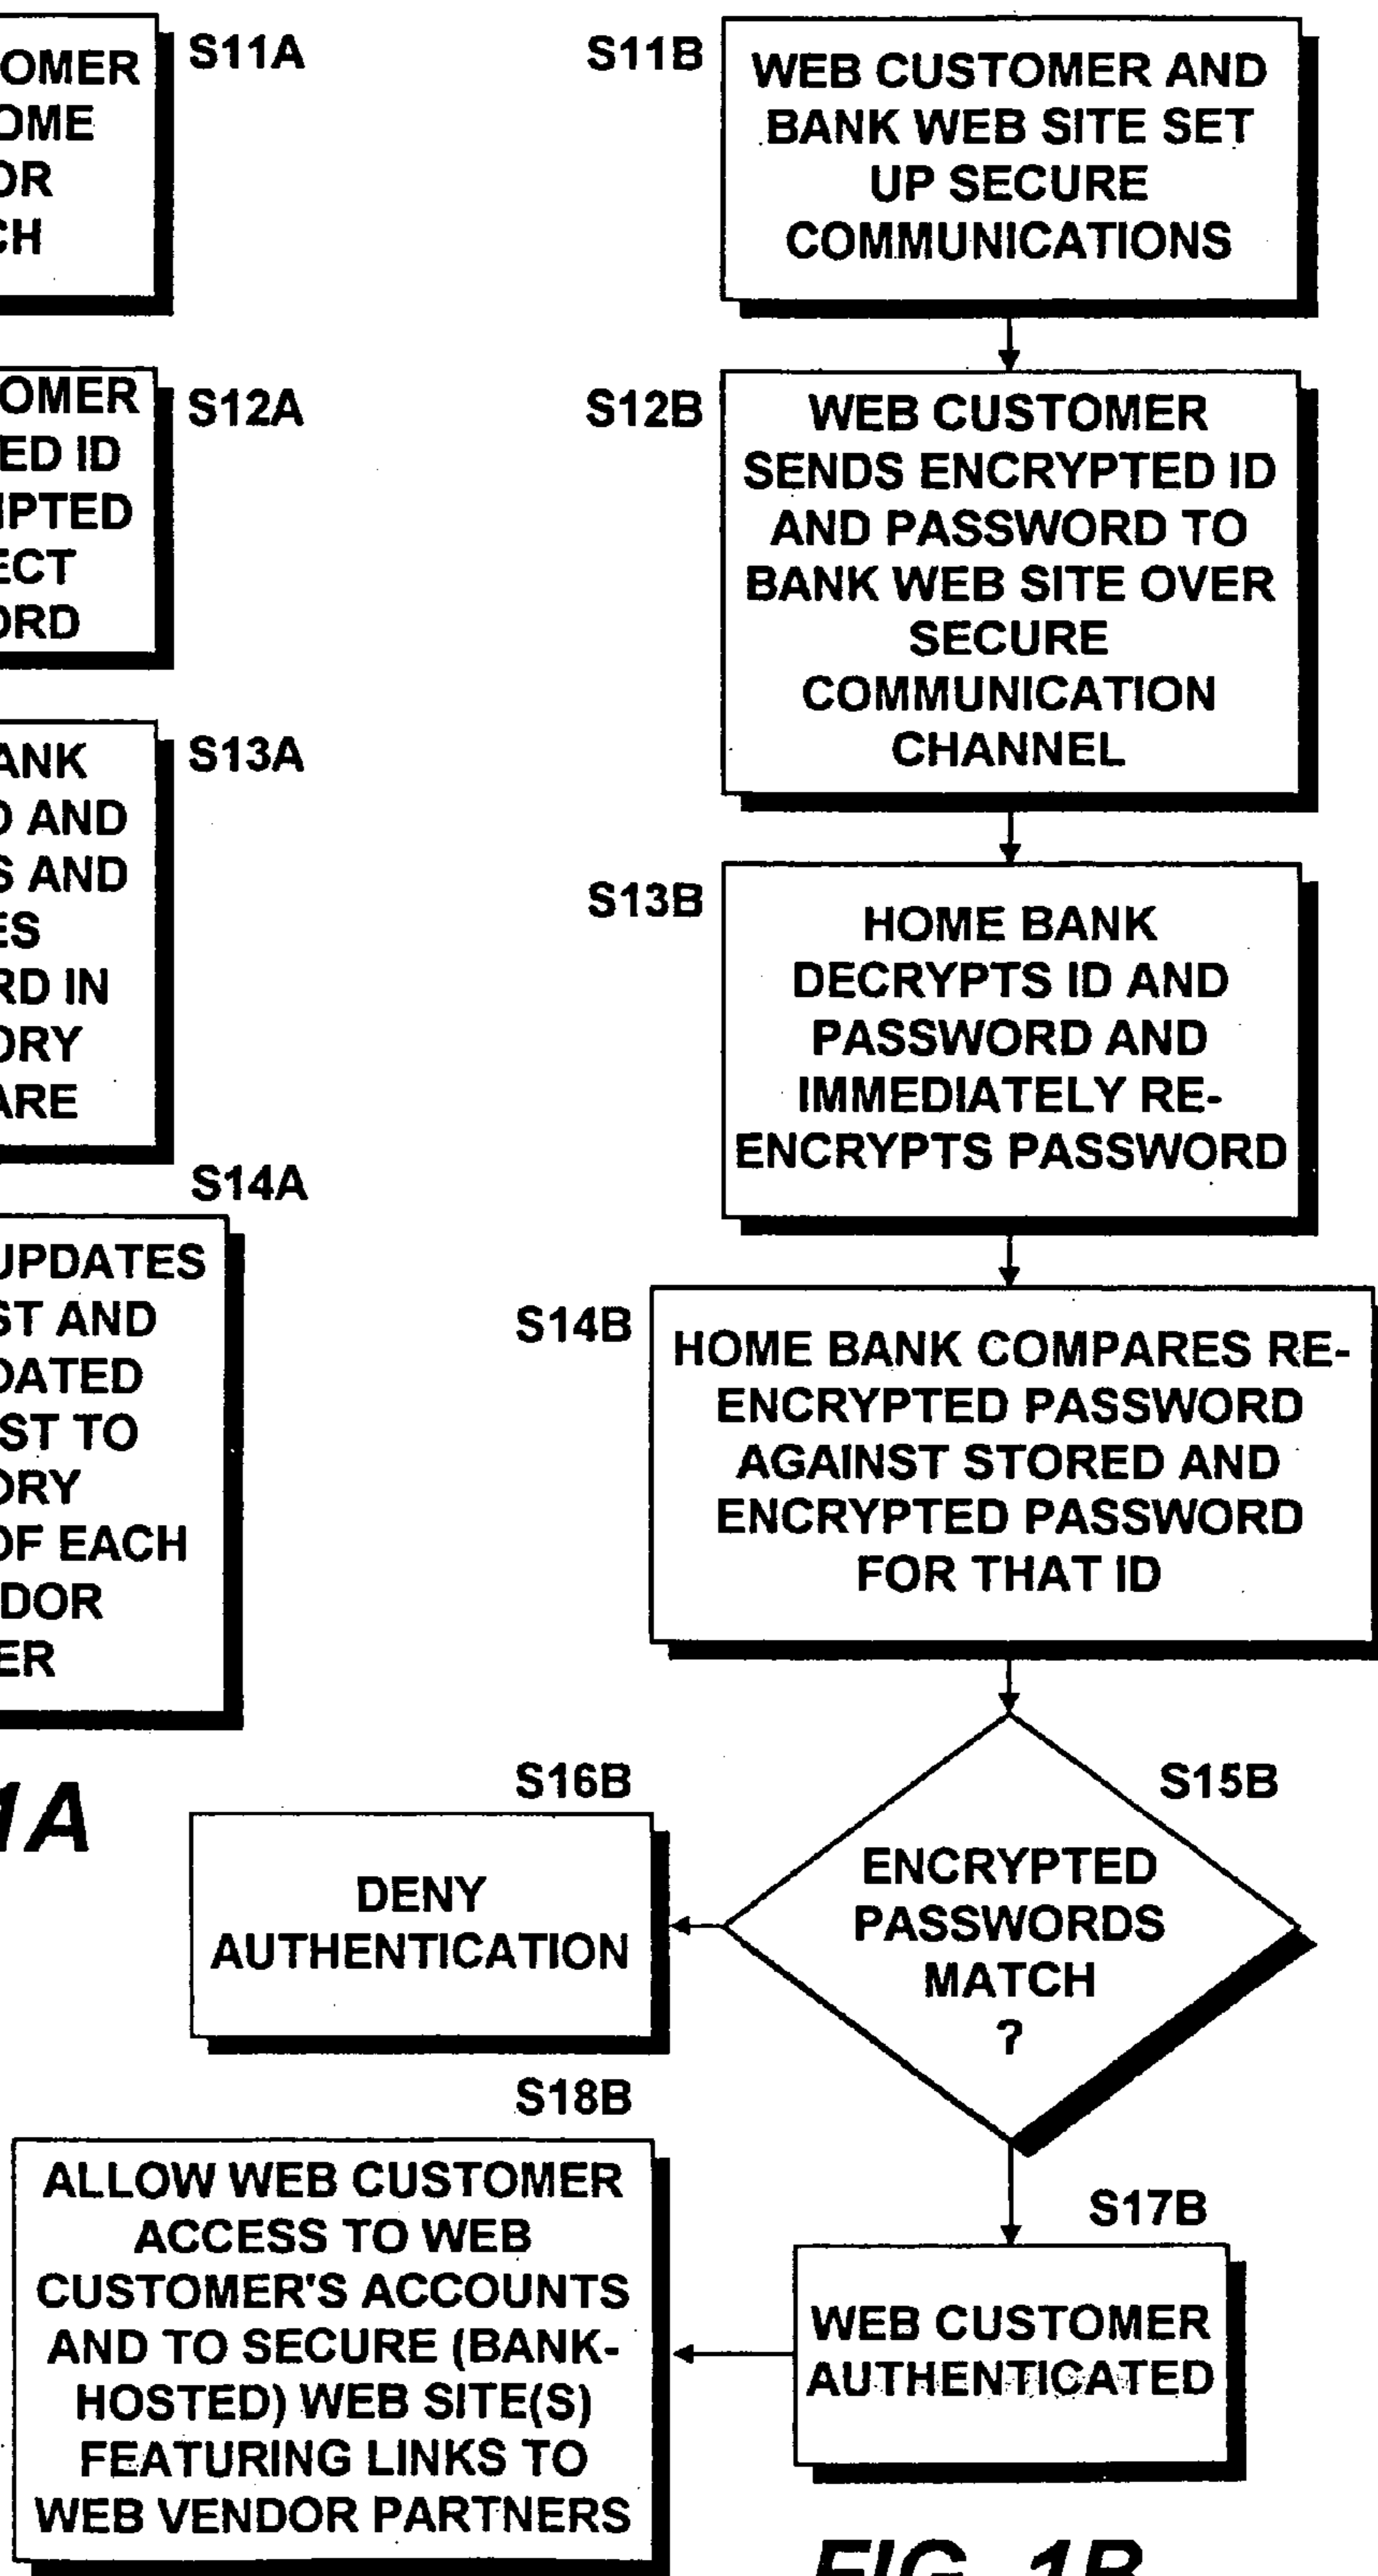 OMER
OME
OR
CH
S11A
OMER
ED ID
IPTED
ECT
ORD
S12A
ANK
D AND
S AND
ES
RD IN
ORY
ARE
S13A
S14A
UPDATES
ST AND
DATED
ST TO
ORY
OF EACH
DOR
ER
1A
S11B
WEB CUSTOMER AND
BANK WEB SITE SET
UP SECURE
COMMUNICATIONS
S12B
WEB CUSTOMER
SENDS ENCRYPTED ID
AND PASSWORD TO
BANK WEB SITE OVER
SECURE
COMMUNICATION
CHANNEL
S13B
HOME BANK
DECRYPTS ID AND
PASSWORD AND
IMMEDIATELY RE-
ENCRYPTS PASSWORD
S14B
HOME BANK COMPARES RE-
ENCRYPTED PASSWORD
AGAINST STORED AND
ENCRYPTED PASSWORD
FOR THAT ID
S15B
ENCRYPTED
PASSWORDS
MATCH
?
S16B
DENY
AUTHENTICATION
S17B
WEB CUSTOMER
AUTHENTICATED
S18B
ALLOW WEB CUSTOMER
ACCESS TO WEB
CUSTOMER'S ACCOUNTS
AND TO SECURE (BANK-
HOSTED) WEB SITE(S)
FEATURING LINKS TO
WEB VENDOR PARTNERS
FIG. 1B